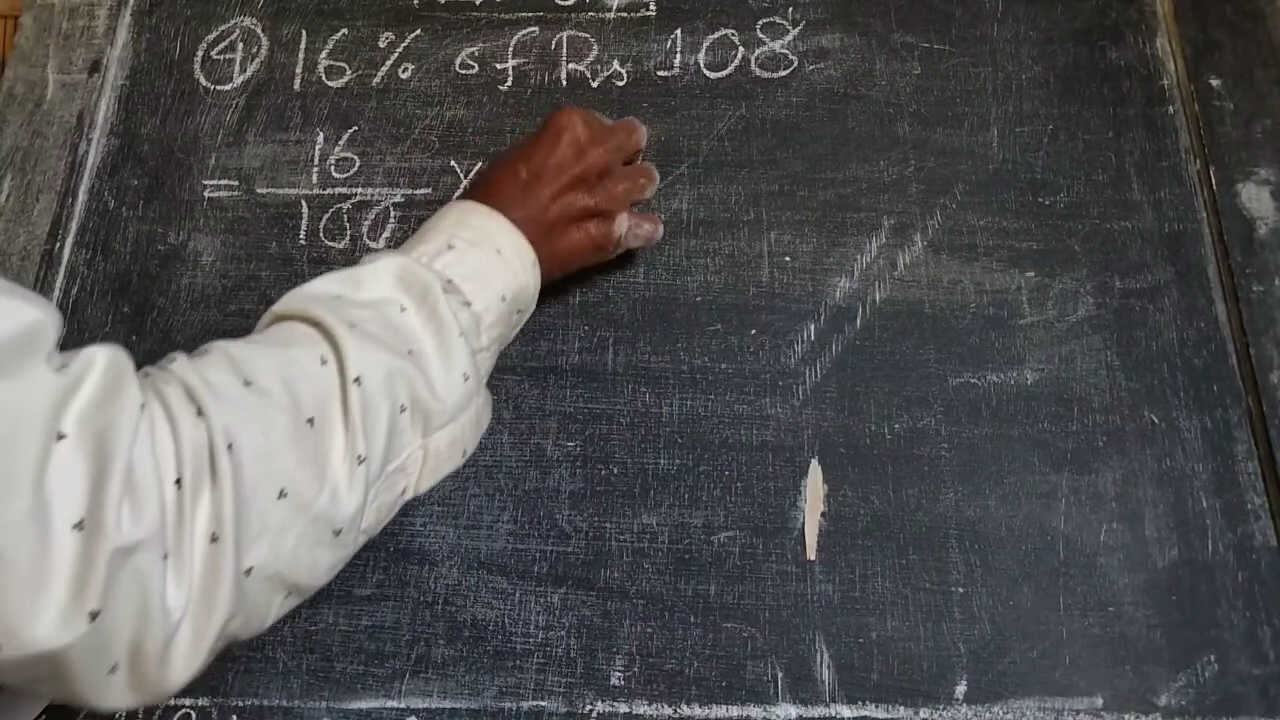 ④ 16% of Rs 108
= 16/100 ×